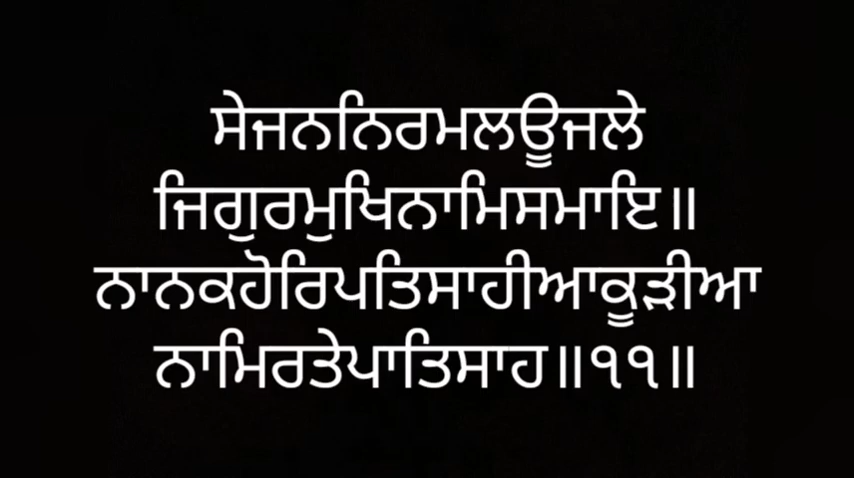 ਸੇਜਨਨਿਰਮਲਊਜਲੇ
ਜਿਗੁਰਮੁਖਿਨਾਮਿਸਮਾਇ॥
ਨਾਨਕਹੋਰਿਪਤਿਸਾਹੀਆਕੂੜੀਆ
ਨਾਮਿਰਤੇਪਾਤਿਸਾਹ॥੧੧॥